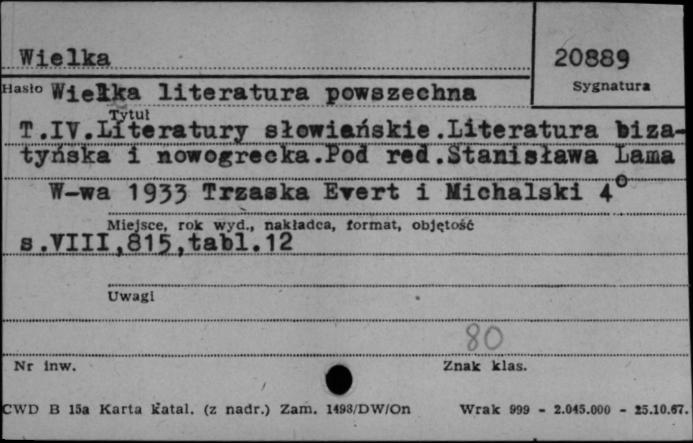 Wielka
20889
Hasło
Sygnatura
Wielka literatura powszechna
Tytuł
T.IV.Literatury słowiańskie.Literatura biza-
tyńska i nowogrecka.Pod red.Stanisława Lama
W-wa 1933 Trzaska Evert i Michalski 4°
Miejsce, rok wyd., nakładca, format, objętość
s.VIII,815,tabl.12
Uwagi
80
Nr inw.
Znak klas.
CWD B 15a Karta katal. (z nadr.) Zam. 1493/DW/On
Wrak 999 - 2.045.000 - 25.10.67.